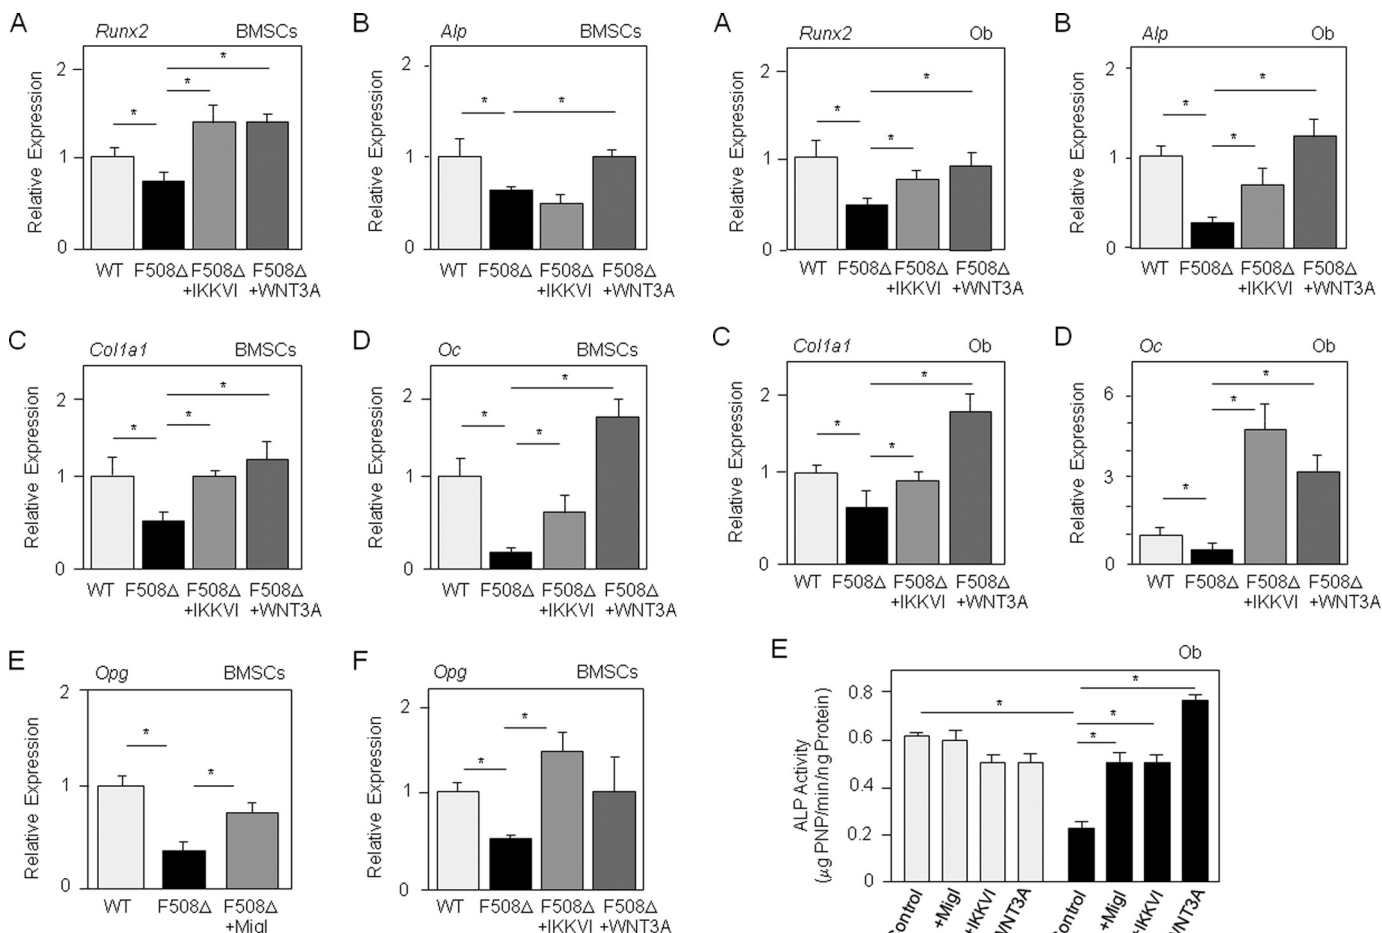 A Runx2 BMSCs
Relative Expression
2
*
*
*
1
0
WT F508Δ F508Δ F508Δ
+IKKVI +WNT3A
B Alp BMSCs
Relative Expression
2
*
*
1
0
WT F508Δ F508Δ F508Δ
+IKKVI +WNT3A
A Runx2 Ob
Relative Expression
2
*
*
*
1
0
WT F508Δ F508Δ F508Δ
+IKKVI +WNT3A
B Alp Ob
Relative Expression
2
*
*
*
1
0
WT F508Δ F508Δ F508Δ
+IKKVI +WNT3A
C Col1a1 BMSCs
Relative Expression
2
*
*
*
1
0
WT F508Δ F508Δ F508Δ
+IKKVI +WNT3A
D Oc BMSCs
Relative Expression
2
*
*
*
1
0
WT F508Δ F508Δ F508Δ
+IKKVI +WNT3A
C Col1a1 Ob
Relative Expression
2
*
*
*
1
0
WT F508Δ F508Δ F508Δ
+IKKVI +WNT3A
D Oc Ob
Relative Expression
6
*
*
3
*
0
WT F508Δ F508Δ F508Δ
+IKKVI +WNT3A
E Opg BMSCs
Relative Expression
2
*
*
1
0
WT F508Δ F508Δ
+Migl
F Opg BMSCs
Relative Expression
2
*
*
1
0
WT F508Δ F508Δ F508Δ
+IKKVI +WNT3A
E Ob
ALP Activity
(μg PNP/min/ng Protein)
0.8
*
*
*
*
0.6
0.4
0.2
0
Control +Migl +IKKVI WNT3A Control +Migl +IKKVI WNT3A